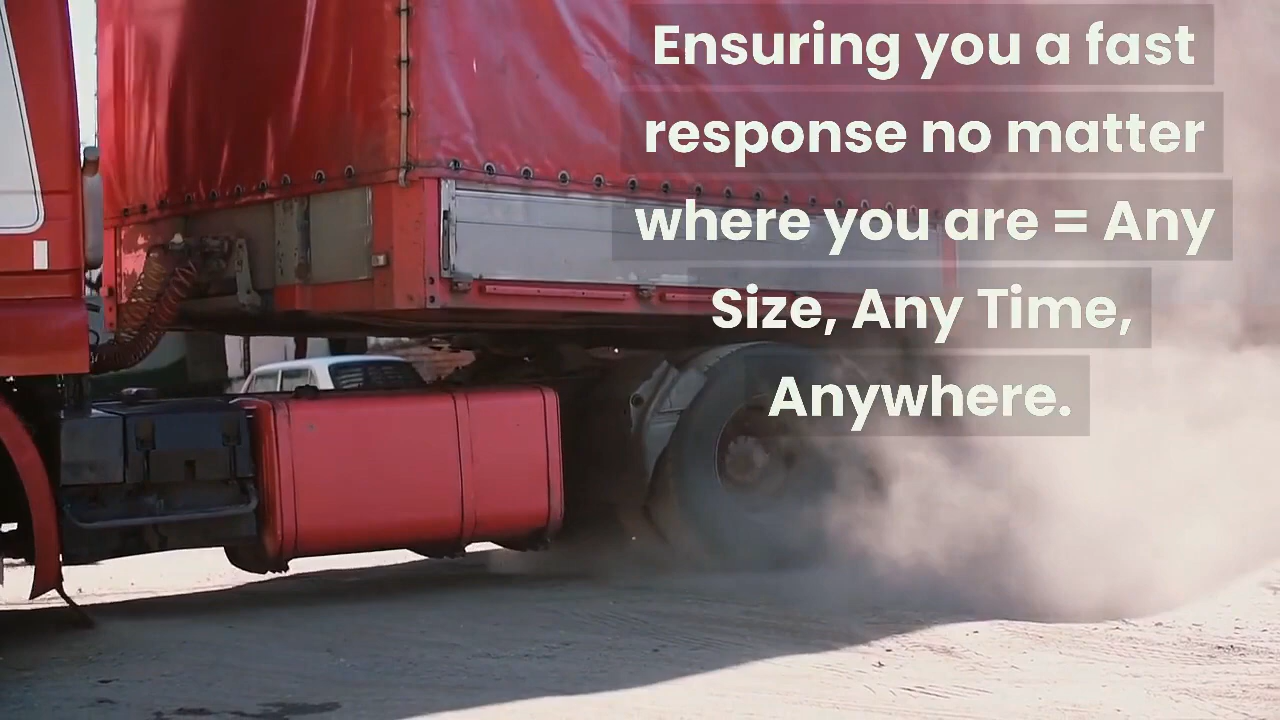 Ensuring you a fast
response no matter
where you are = Any
Size, Any Time,
Anywhere.